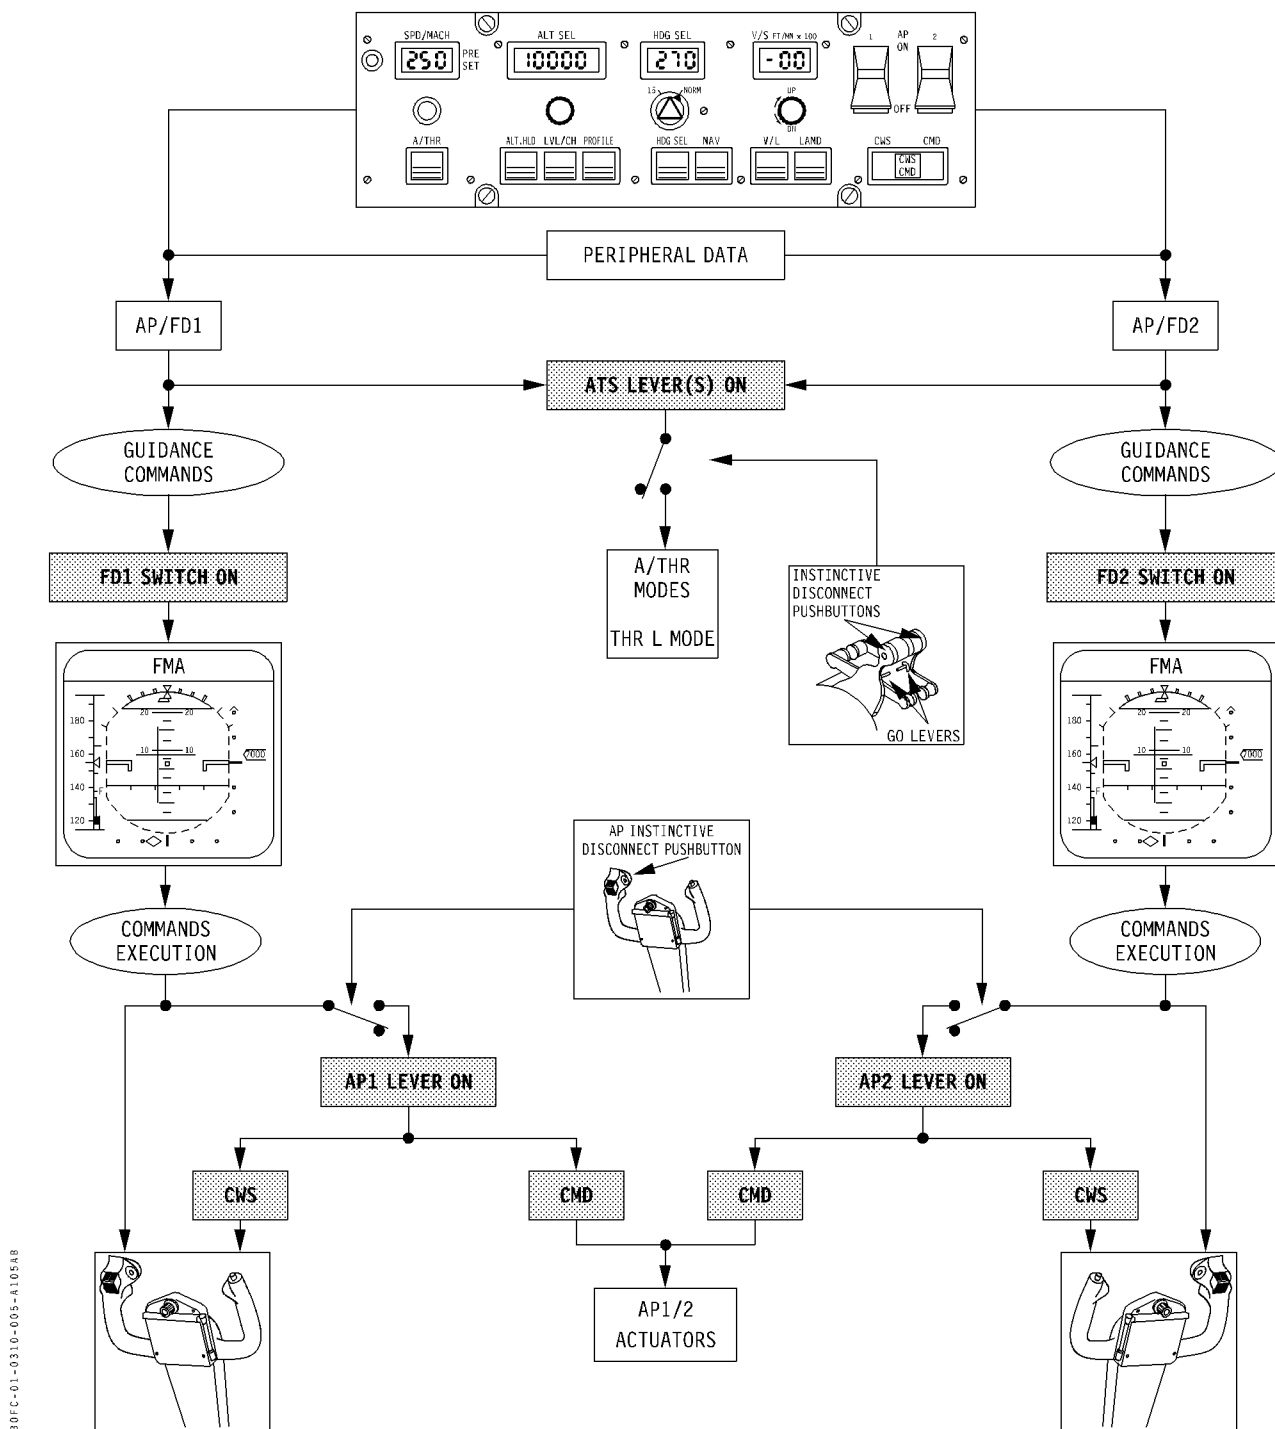 SPD/MACH
ALT SEL
HDG SEL
V/S FT/MN x 100
1
AP
2
ON
250
PRE
SET
10000
270
-00
15
NORM
UP
DN
OFF
A/THR
ALT.HLD
LVL/CH
PROFILE
HDG SEL
NAV
V/L
LAND
CWS
CMD
CWS
CMD
PERIPHERAL DATA
AP/FD1
AP/FD2
ATS LEVER(S) ON
GUIDANCE
COMMANDS
GUIDANCE
COMMANDS
FD1 SWITCH ON
A/THR
MODES
THR L MODE
INSTINCTIVE
DISCONNECT
PUSHBUTTONS
GO LEVERS
FD2 SWITCH ON
FMA
20
20
180
160
10
10
7000
140
F
120
FMA
20
20
180
160
10
10
7000
140
F
120
AP INSTINCTIVE
DISCONNECT PUSHBUTTON
COMMANDS
EXECUTION
COMMANDS
EXECUTION
AP1 LEVER ON
AP2 LEVER ON
CWS
CMD
CMD
CWS
AP1/2
ACTUATORS
0FC-01-0310-005-A105AB